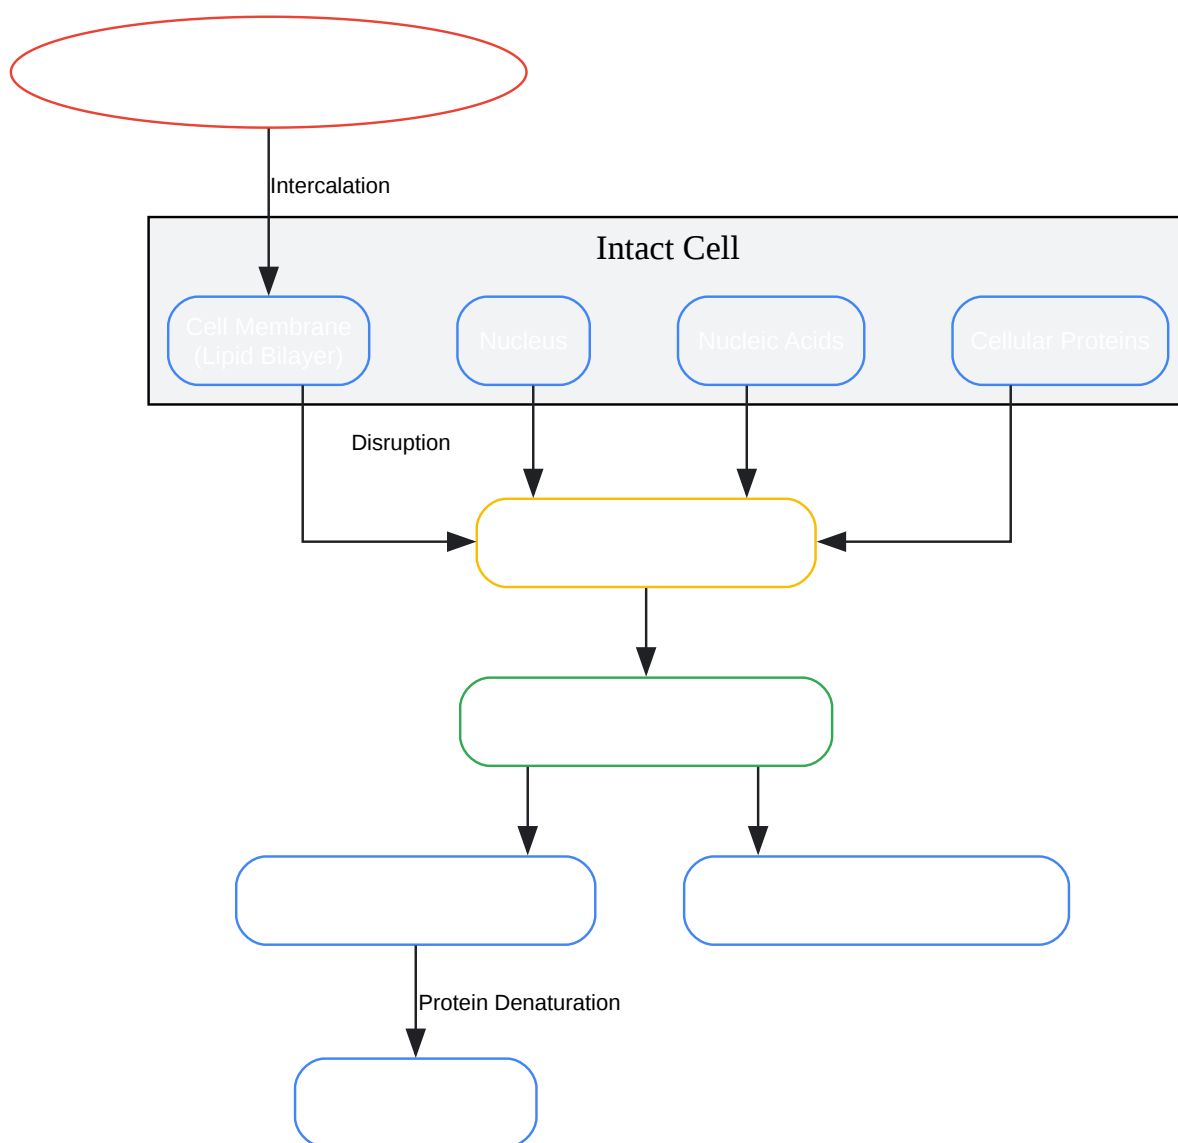 Intercalation
Intact Cell
Cell Membrane
(Lipid Bilayer)
Nucleus
Nucleic Acids
Cellular Proteins
Disruption
Protein Denaturation